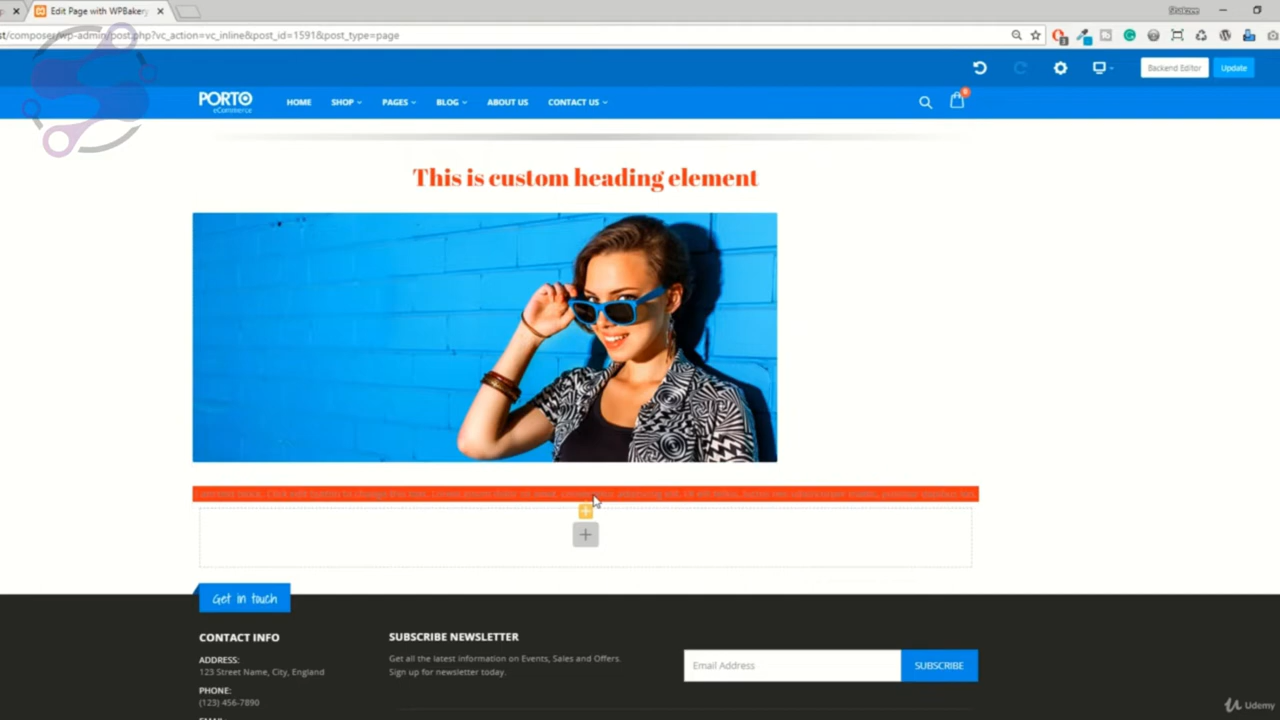 Edit Page with WPBakery
st/composer/wp-admin/post.php?vc_action=vc_inline&post_id=1591&post_type=page
Backend Editor
Update
PORTO
eCommerce
HOME
SHOP
PAGES
BLOG
ABOUT US
CONTACT US
0
This is custom heading element
Get in touch
CONTACT INFO
ADDRESS:
123 Street Name, City, England
PHONE:
(123) 456-7890
SUBSCRIBE NEWSLETTER
Get all the latest information on Events, Sales and Offers.
Sign up for newsletter today.
Email Address
SUBSCRIBE
Udemy